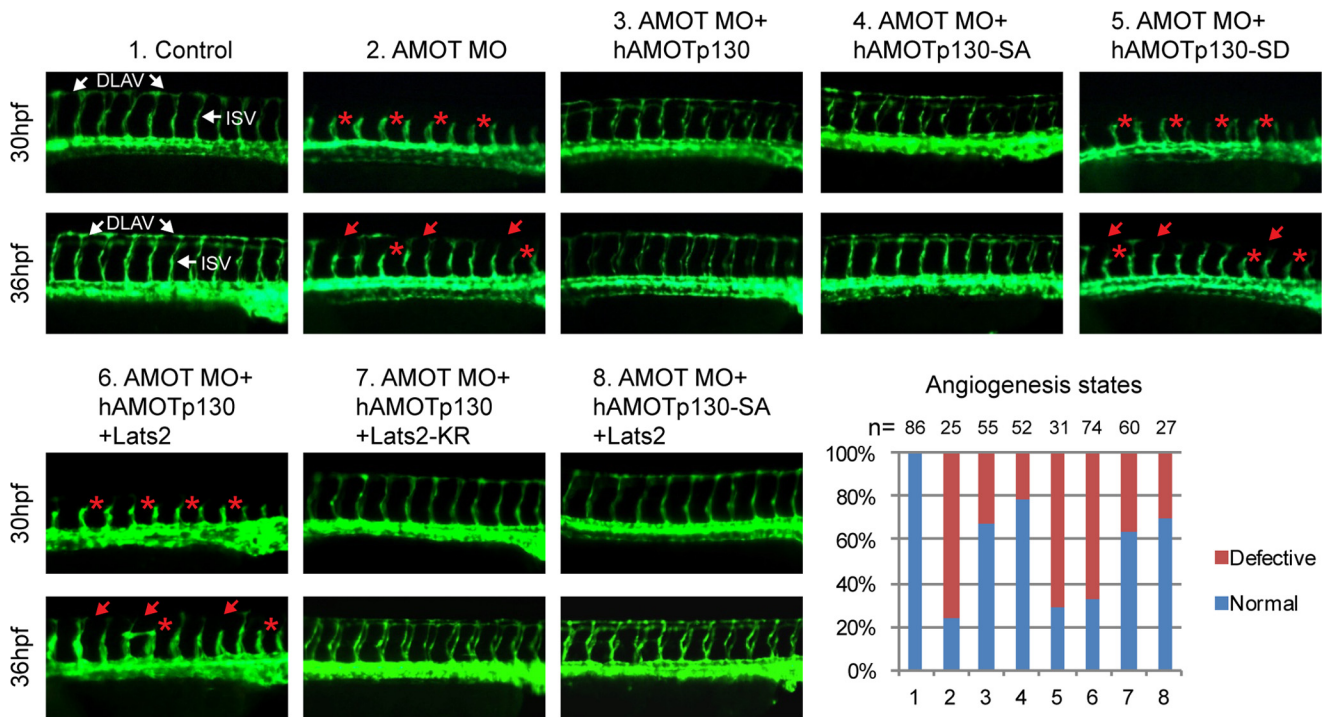 1. Control
2. AMOT MO
3. AMOT MO+
hAMOTp130
4. AMOT MO+
hAMOTp130-SA
5. AMOT MO+
hAMOTp130-SD
30hpf
DLAV
ISV
* * * *
* * * *
36hpf
DLAV
ISV
* *
* * *
6. AMOT MO+
hAMOTp130
+Lats2
7. AMOT MO+
hAMOTp130
+Lats2-KR
8. AMOT MO+
hAMOTp130-SA
+Lats2
30hpf
* * * *
36hpf
* *
Angiogenesis states
n= 86 25 55 52 31 74 60 27
100%
80%
60%
40%
20%
0%
1 2 3 4 5 6 7 8
Defective
Normal